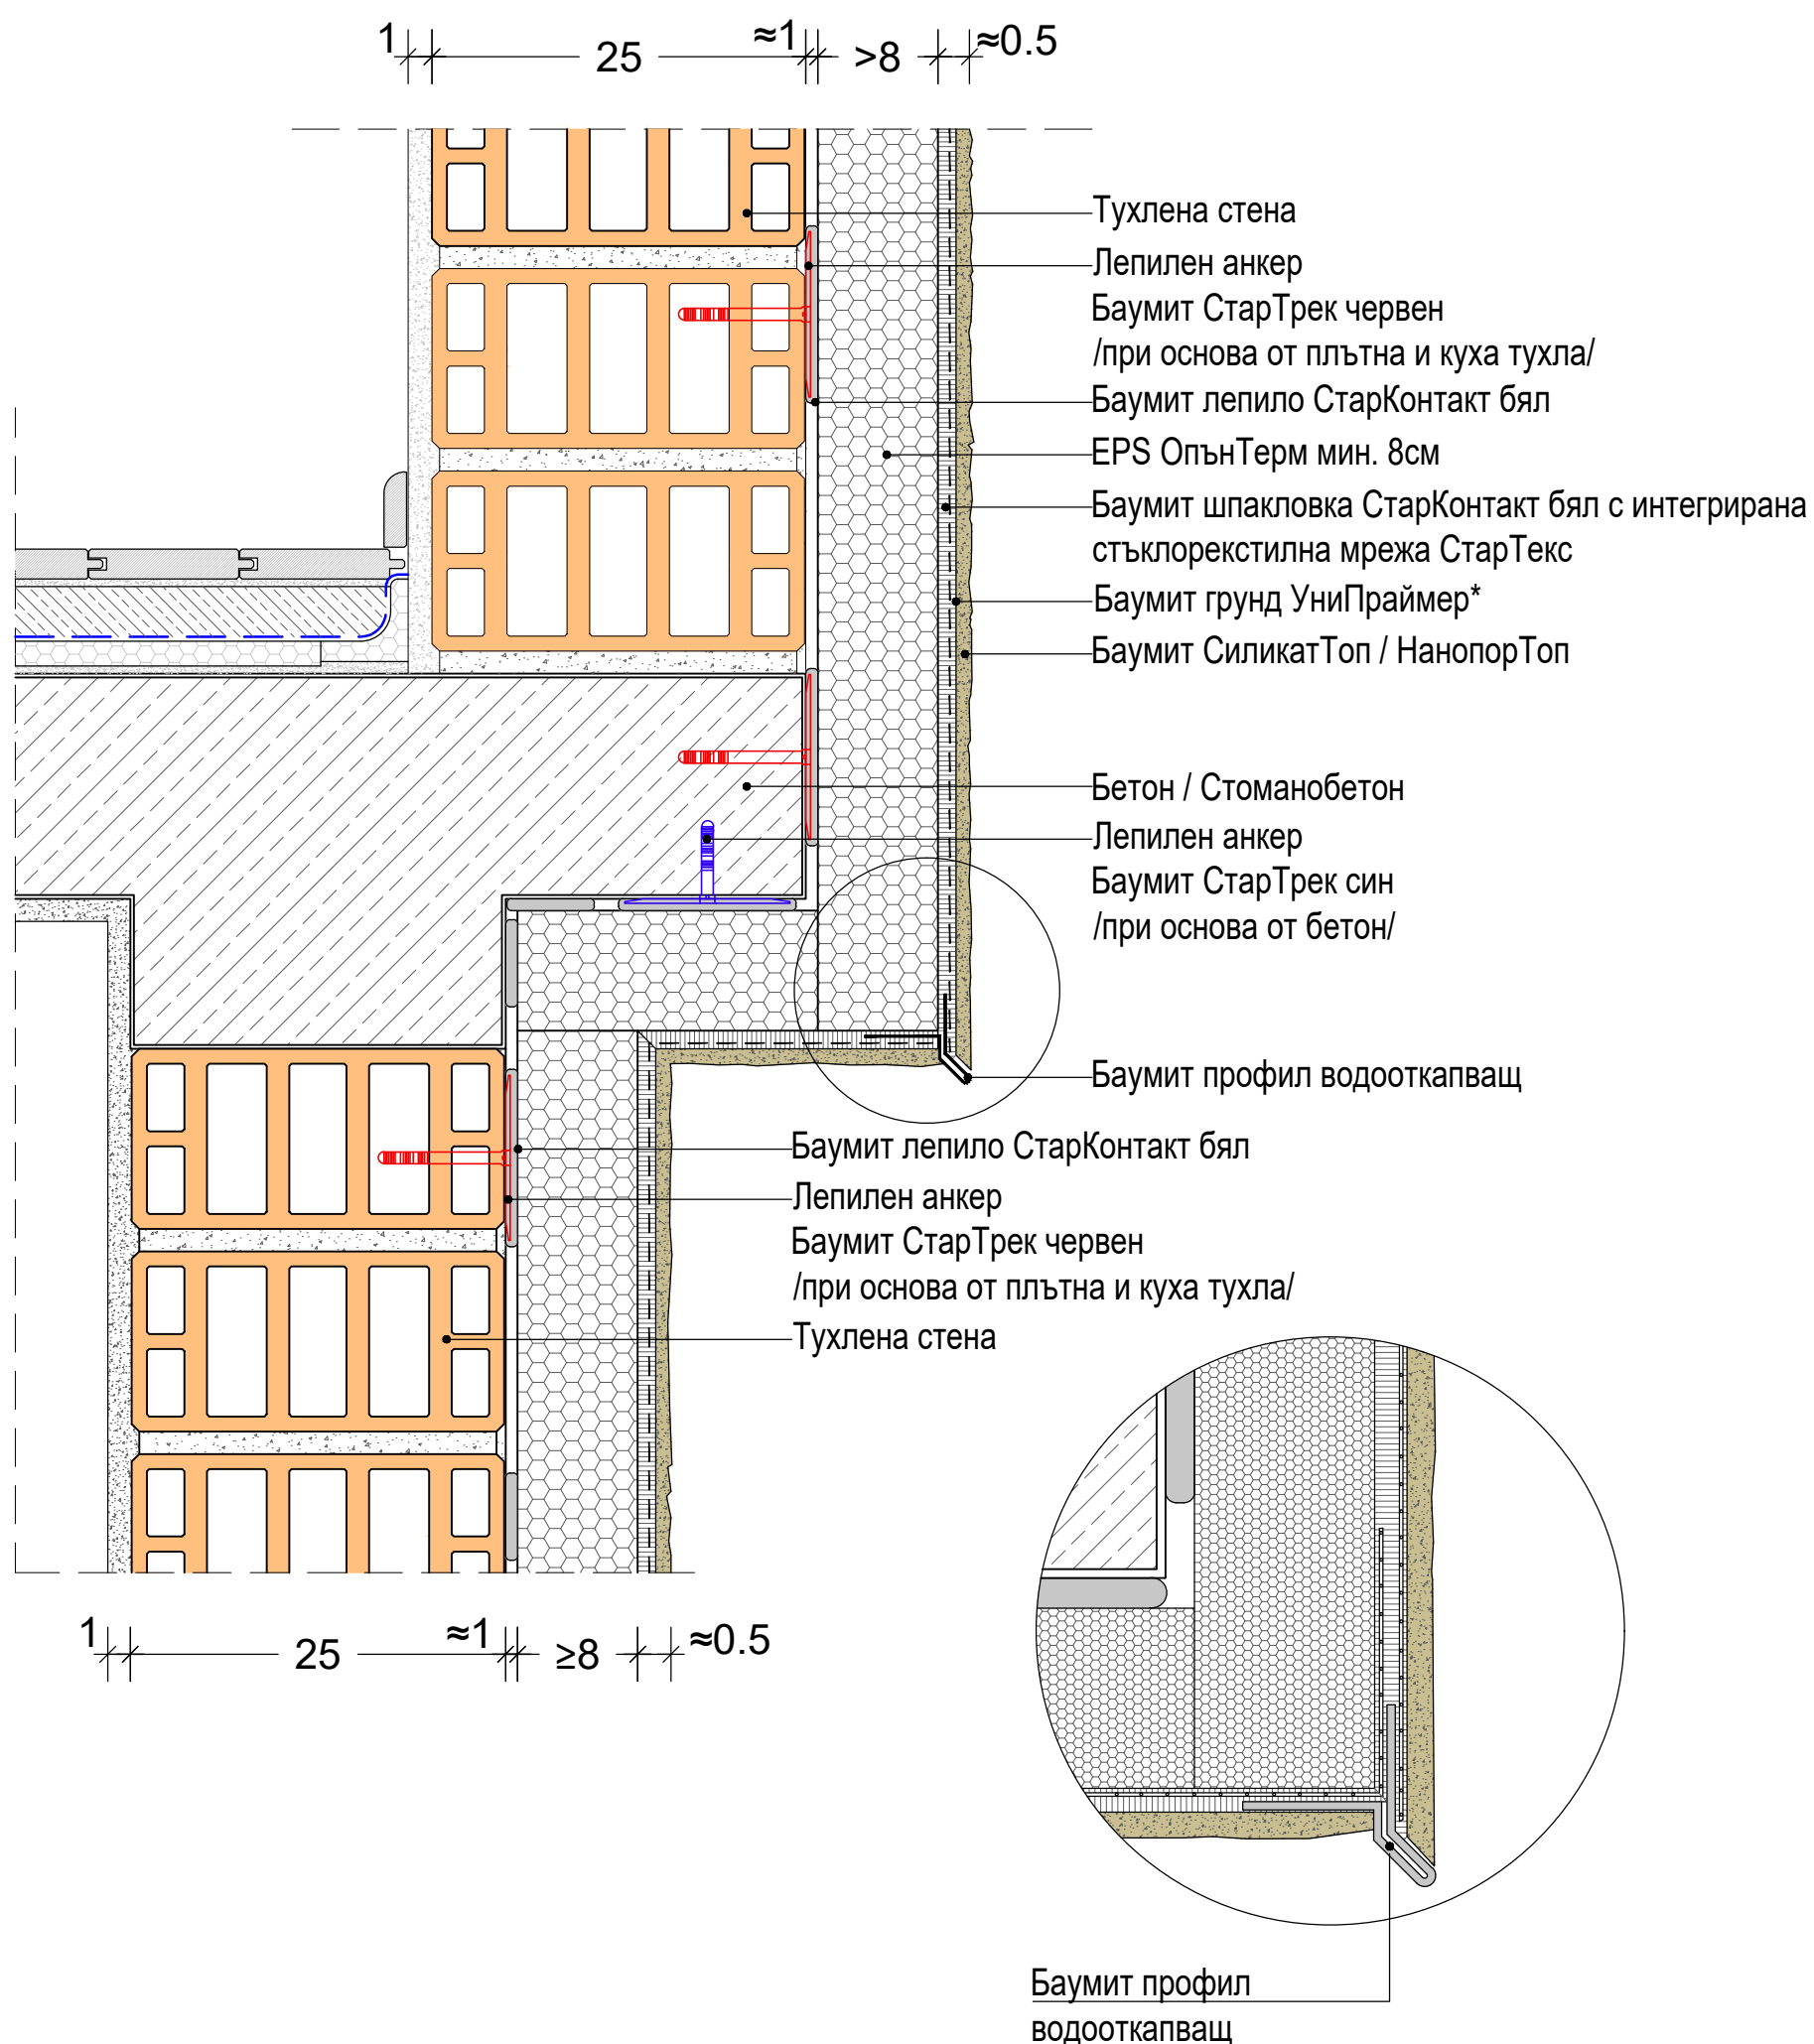 1 25 ≈1 >8 ≈0.5
Тухлена стена
Лепилен анкер
Баумит СтарТрек червен
/при основа от плътна и куха тухла/
Баумит лепило СтарКонтакт бял
EPS ОпънТерм мин. 8см
Баумит шпакловка СтарКонтакт бял с интегрирана
стъклорекстилна мрежа СтарТекс
Баумит грунд УниПраймер*
Баумит СиликатТоп / НанопорТоп
Бетон / Стоманобетон
Лепилен анкер
Баумит СтарТрек син
/при основа от бетон/
Баумит профил водооткапващ
Баумит лепило СтарКонтакт бял
Лепилен анкер
Баумит СтарТрек червен
/при основа от плътна и куха тухла/
Тухлена стена
1 25 ≈1 ≥8 ≈0.5
Баумит профил
водооткапващ